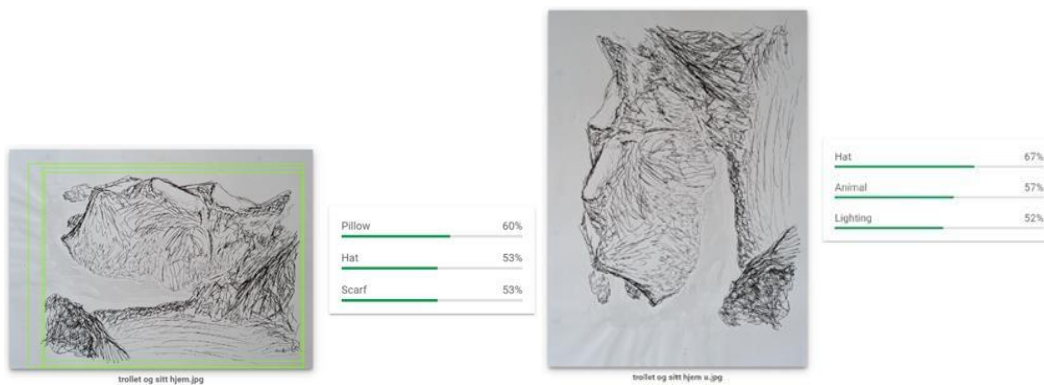 Pillow 60%
Hat 53%
Scarf 53%
trollet og sitt hjem.jpg
Hat 67%
Animal 57%
Lighting 52%
trollet og sitt hjem u.jpg